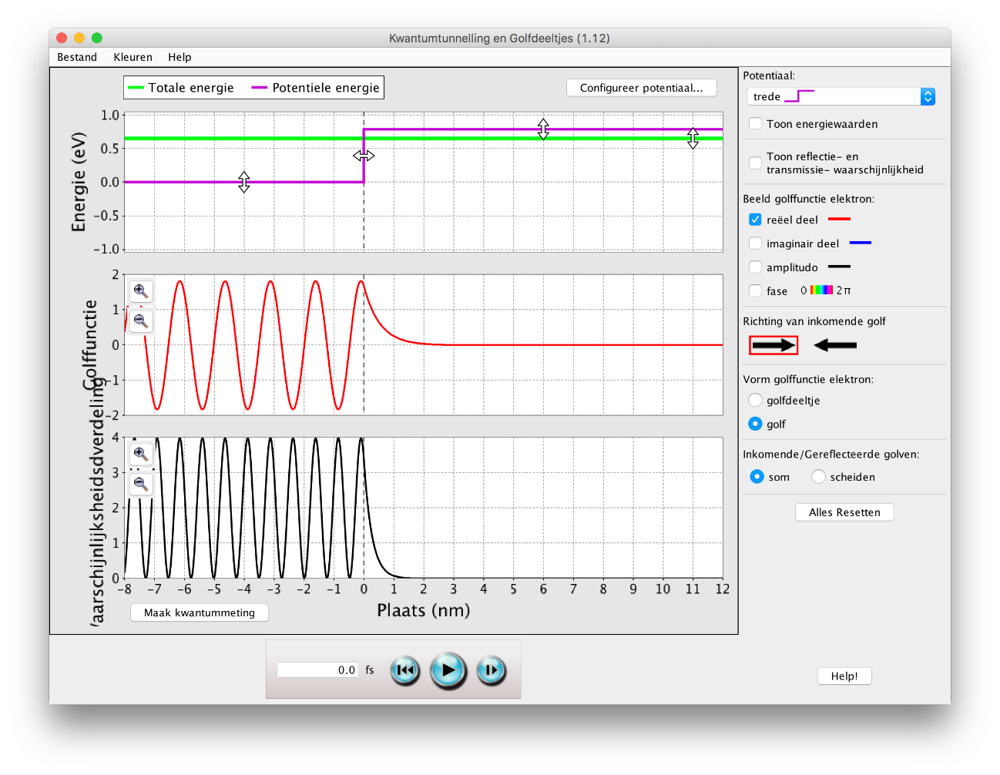 Kwantumtunnelling en Golfdeeltjes (1.12)
Bestand Kleuren Help
Totale energie Potentiele energie
Configureer potentiaal...
Energie (eV)
1.0
0.5
0.0
−0.5
−1.0
Golffunctie
2
1
0
−1
−2
Waarschijnlijksheidsdverdeling
4
3
2
1
0
−8 −7 −6 −5 −4 −3 −2 −1 0 1 2 3 4 5 6 7 8 9 10 11 12
Plaats (nm)
Maak kwantummeting
0.0 fs
Potentiaal:
trede
Toon energiewaarden
Toon reflectie- en
transmissie- waarschijnlijkheid
Beeld golffunctie elektron:
reëel deel
imaginair deel
amplitudo
fase 0 2π
Richting van inkomende golf
Vorm golffunctie elektron:
golfdeeltje
golf
Inkomende/Gereflecteerde golven:
som scheiden
Alles Resetten
Help!